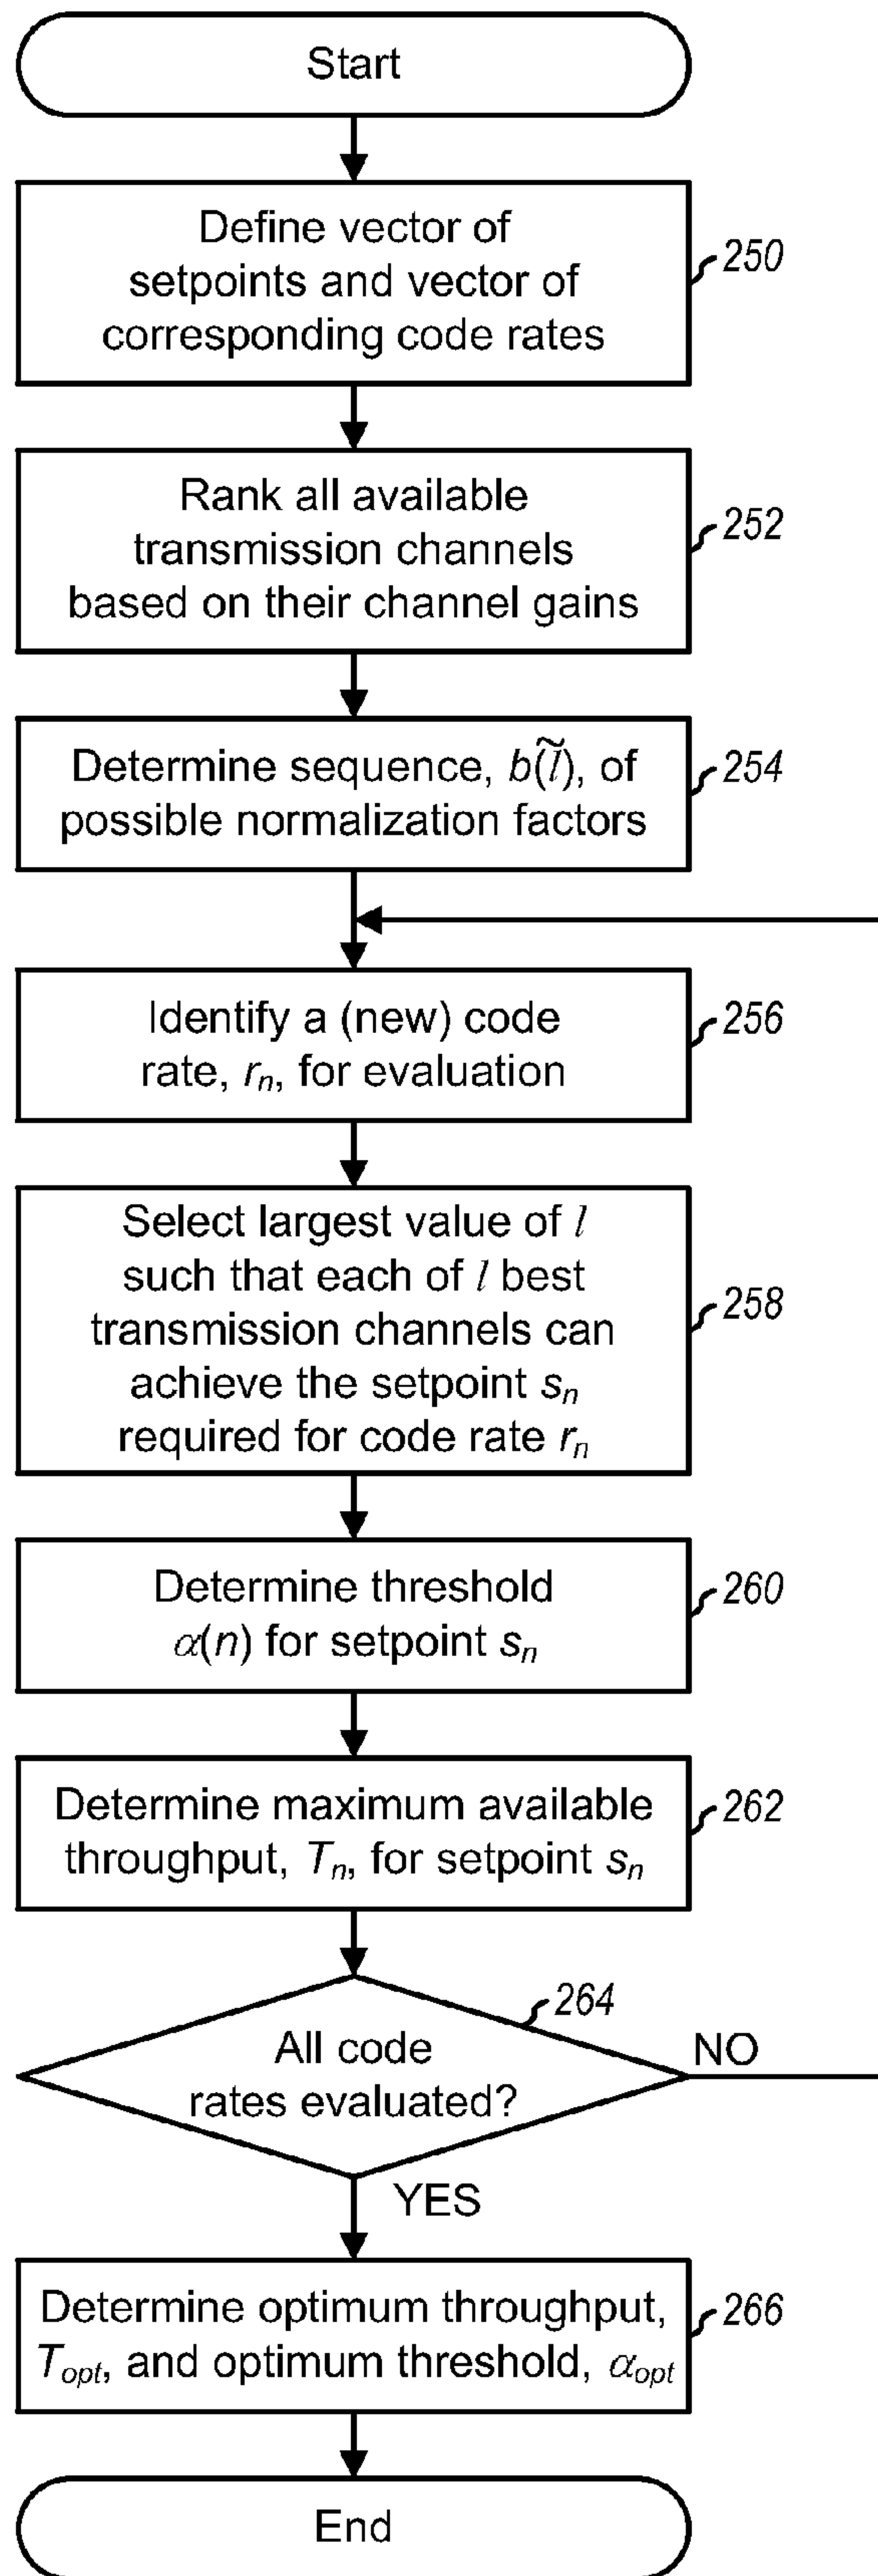 Start
Define vector of
setpoints and vector of
corresponding code rates
250
Rank all available
transmission channels
based on their channel gains
252
Determine sequence, b(l̃), of
possible normalization factors
254
Identify a (new) code
rate, rₙ, for evaluation
256
Select largest value of l
such that each of l best
transmission channels can
achieve the setpoint sₙ
required for code rate rₙ
258
Determine threshold
α(n) for setpoint sₙ
260
Determine maximum available
throughput, Tₙ, for setpoint sₙ
262
All code
rates evaluated?
264
NO
YES
Determine optimum throughput,
Tₒₚₜ, and optimum threshold, αₒₚₜ
266
End